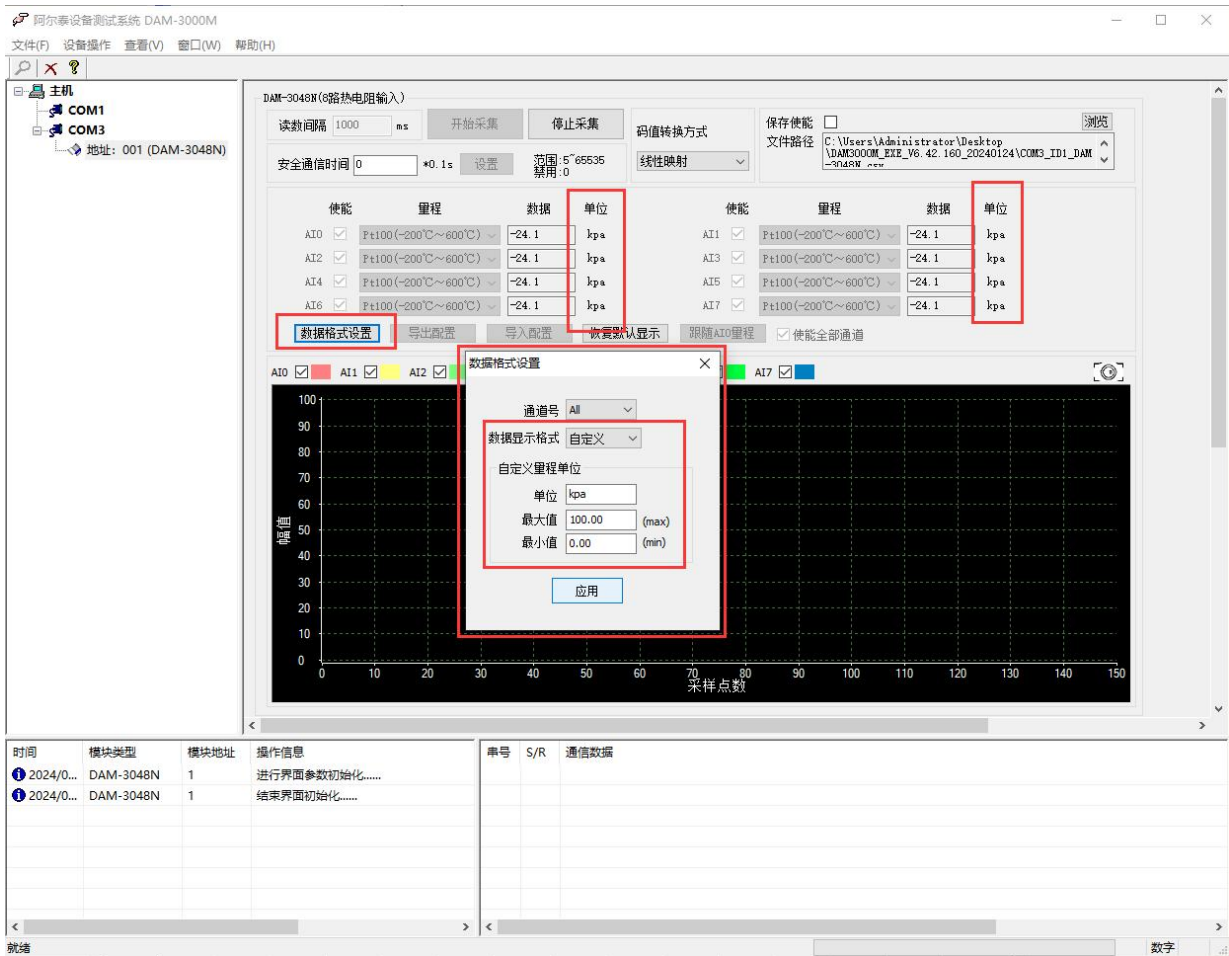 阿尔泰设备测试系统 DAM-3000M
文件(F) 设备操作 查看(V) 窗口(W) 帮助(H)
主机
COM1
COM3
地址：001 (DAM-3048N)
DAM-3048N(8路热电阻输入)
读数间隔 1000 ms 开始采集 停止采集
安全通信时间 0 *0.1s 设置 范围:5~65535
禁用:0
码值转换方式
线性映射
保存使能 浏览
文件路径 C:\Users\Administrator\Desktop
\DAM3000M_EXE_V6.42.160_20240124\COM3_ID1_DAM
-3048N.csv
使能 量程 数据 单位 使能 量程 数据 单位
AI0 Pt100(-200℃～600℃) -24.1 kpa AI1 Pt100(-200℃～600℃) -24.1 kpa
AI2 Pt100(-200℃～600℃) -24.1 kpa AI3 Pt100(-200℃～600℃) -24.1 kpa
AI4 Pt100(-200℃～600℃) -24.1 kpa AI5 Pt100(-200℃～600℃) -24.1 kpa
AI6 Pt100(-200℃～600℃) -24.1 kpa AI7 Pt100(-200℃～600℃) -24.1 kpa
数据格式设置 导出配置 导入配置 恢复默认显示 跟随AI0量程 使能全部通道
AI0 AI1 AI2 AI7
数据格式设置
通道号 All
数据显示格式 自定义
自定义量程单位
单位 kpa
最大值 100.00 (max)
最小值 0.00 (min)
应用
幅值
100
90
80
70
60
50
40
30
20
10
0
0 10 20 30 40 50 60 70 80 90 100 110 120 130 140 150
采样点数
时间 模块类型 模块地址 操作信息
2024/0... DAM-3048N 1 进行界面参数初始化......
2024/0... DAM-3048N 1 结束界面初始化......
串号 S/R 通信数据
就绪
数字